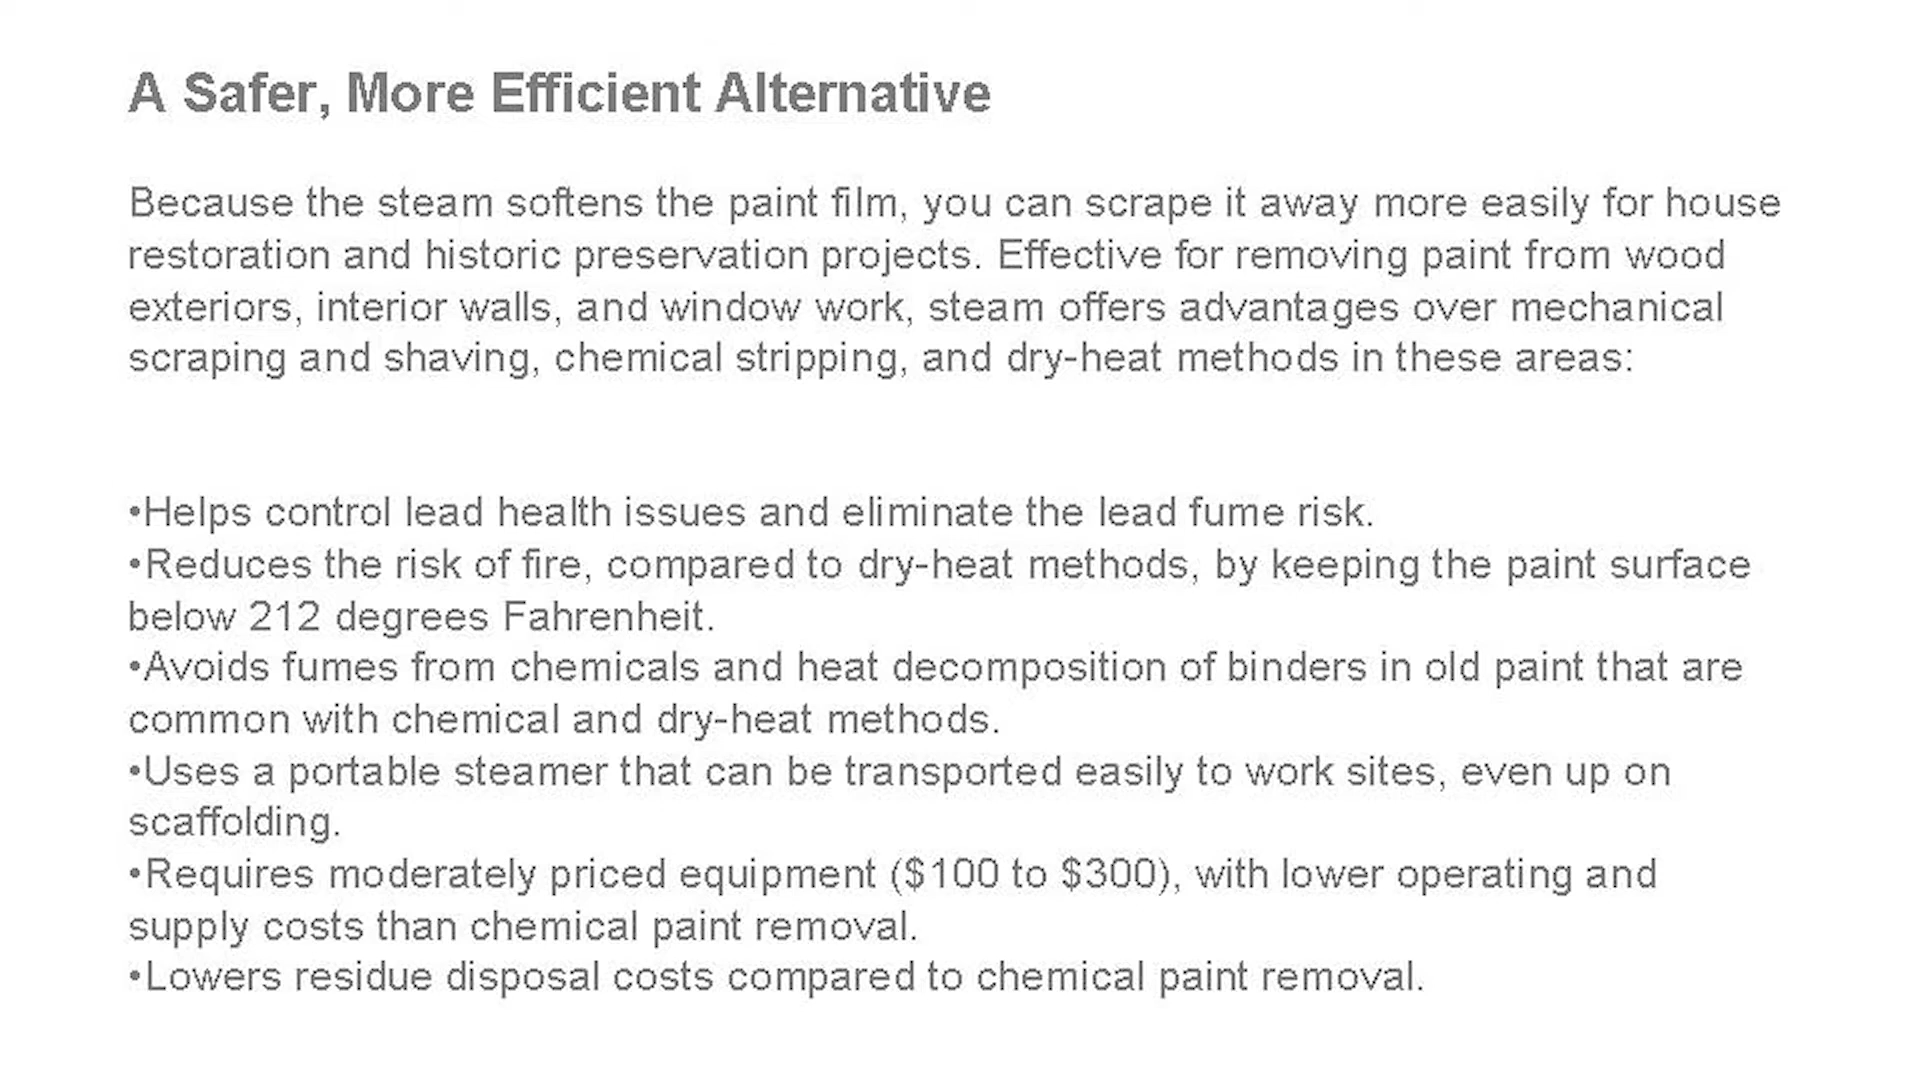 A Safer, More Efficient Alternative
Because the steam softens the paint film, you can scrape it away more easily for house
restoration and historic preservation projects. Effective for removing paint from wood
exteriors, interior walls, and window work, steam offers advantages over mechanical
scraping and shaving, chemical stripping, and dry-heat methods in these areas:
•Helps control lead health issues and eliminate the lead fume risk.
•Reduces the risk of fire, compared to dry-heat methods, by keeping the paint surface
below 212 degrees Fahrenheit.
•Avoids fumes from chemicals and heat decomposition of binders in old paint that are
common with chemical and dry-heat methods.
•Uses a portable steamer that can be transported easily to work sites, even up on
scaffolding.
•Requires moderately priced equipment ($100 to $300), with lower operating and
supply costs than chemical paint removal.
•Lowers residue disposal costs compared to chemical paint removal.